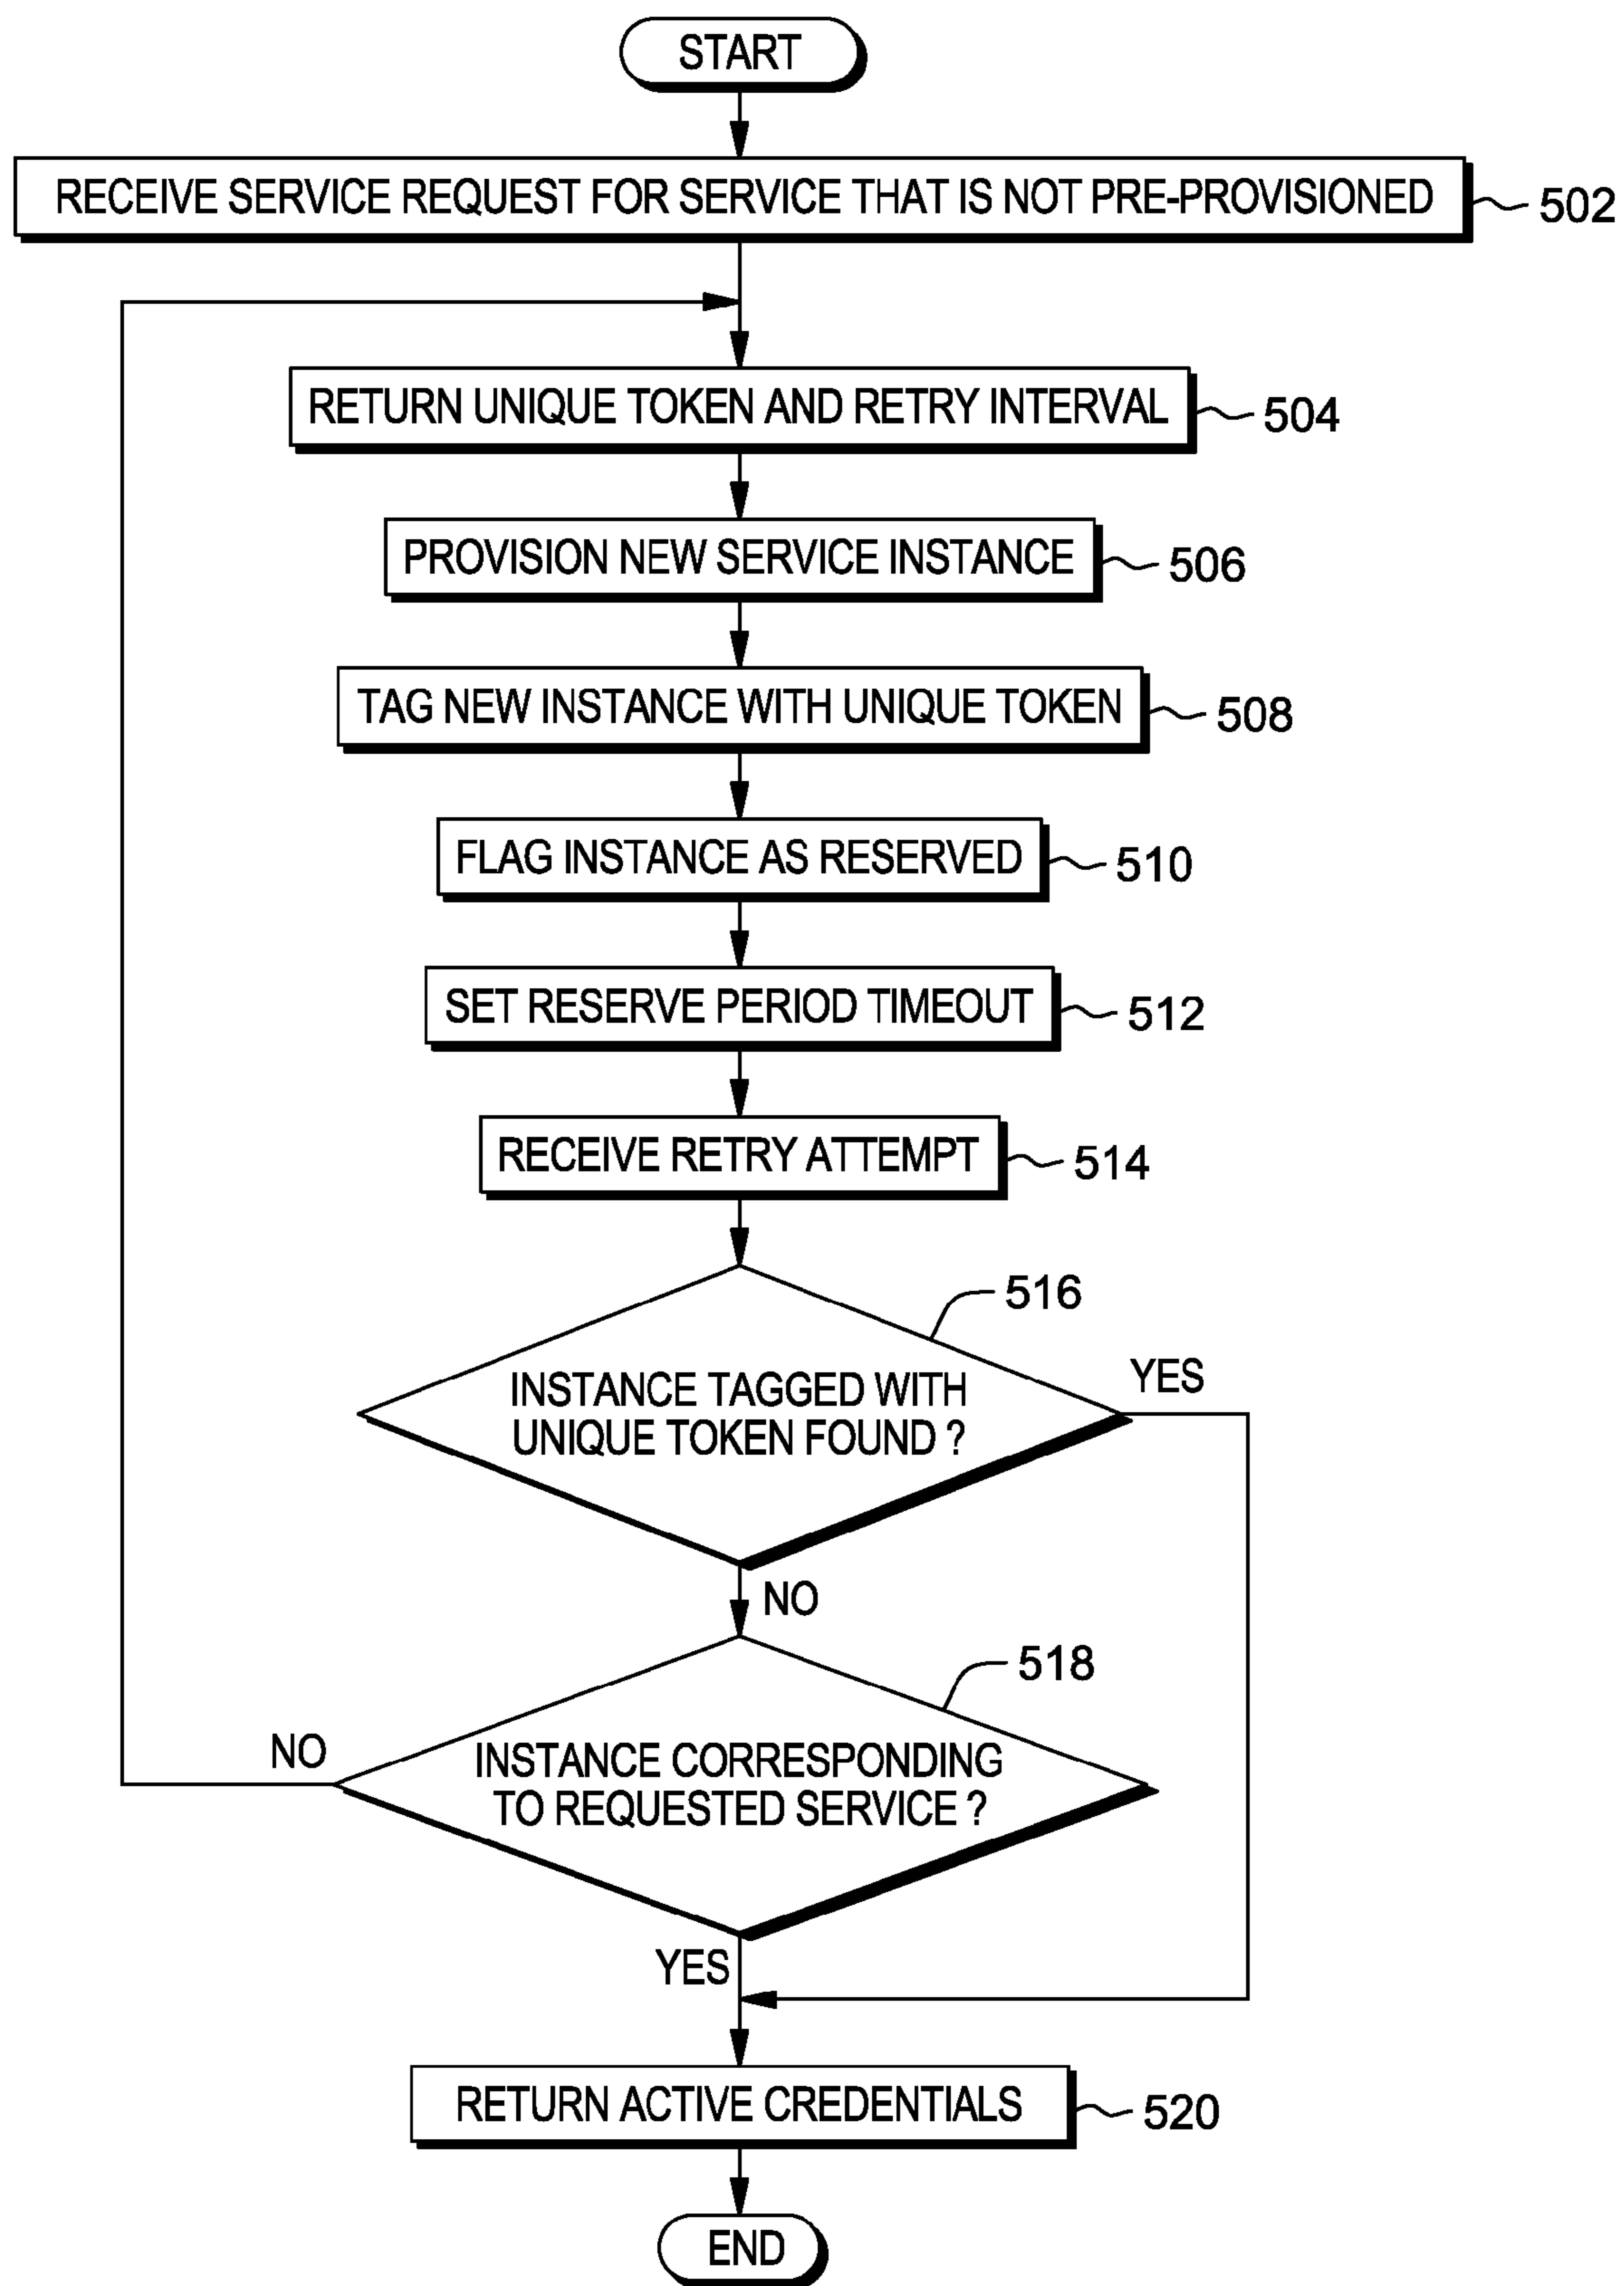 START
RECEIVE SERVICE REQUEST FOR SERVICE THAT IS NOT PRE-PROVISIONED
502
RETURN UNIQUE TOKEN AND RETRY INTERVAL
504
PROVISION NEW SERVICE INSTANCE
506
TAG NEW INSTANCE WITH UNIQUE TOKEN
508
FLAG INSTANCE AS RESERVED
510
SET RESERVE PERIOD TIMEOUT
512
RECEIVE RETRY ATTEMPT
514
516
INSTANCE TAGGED WITH
UNIQUE TOKEN FOUND ?
YES
NO
518
INSTANCE CORRESPONDING
TO REQUESTED SERVICE ?
NO
YES
RETURN ACTIVE CREDENTIALS
520
END